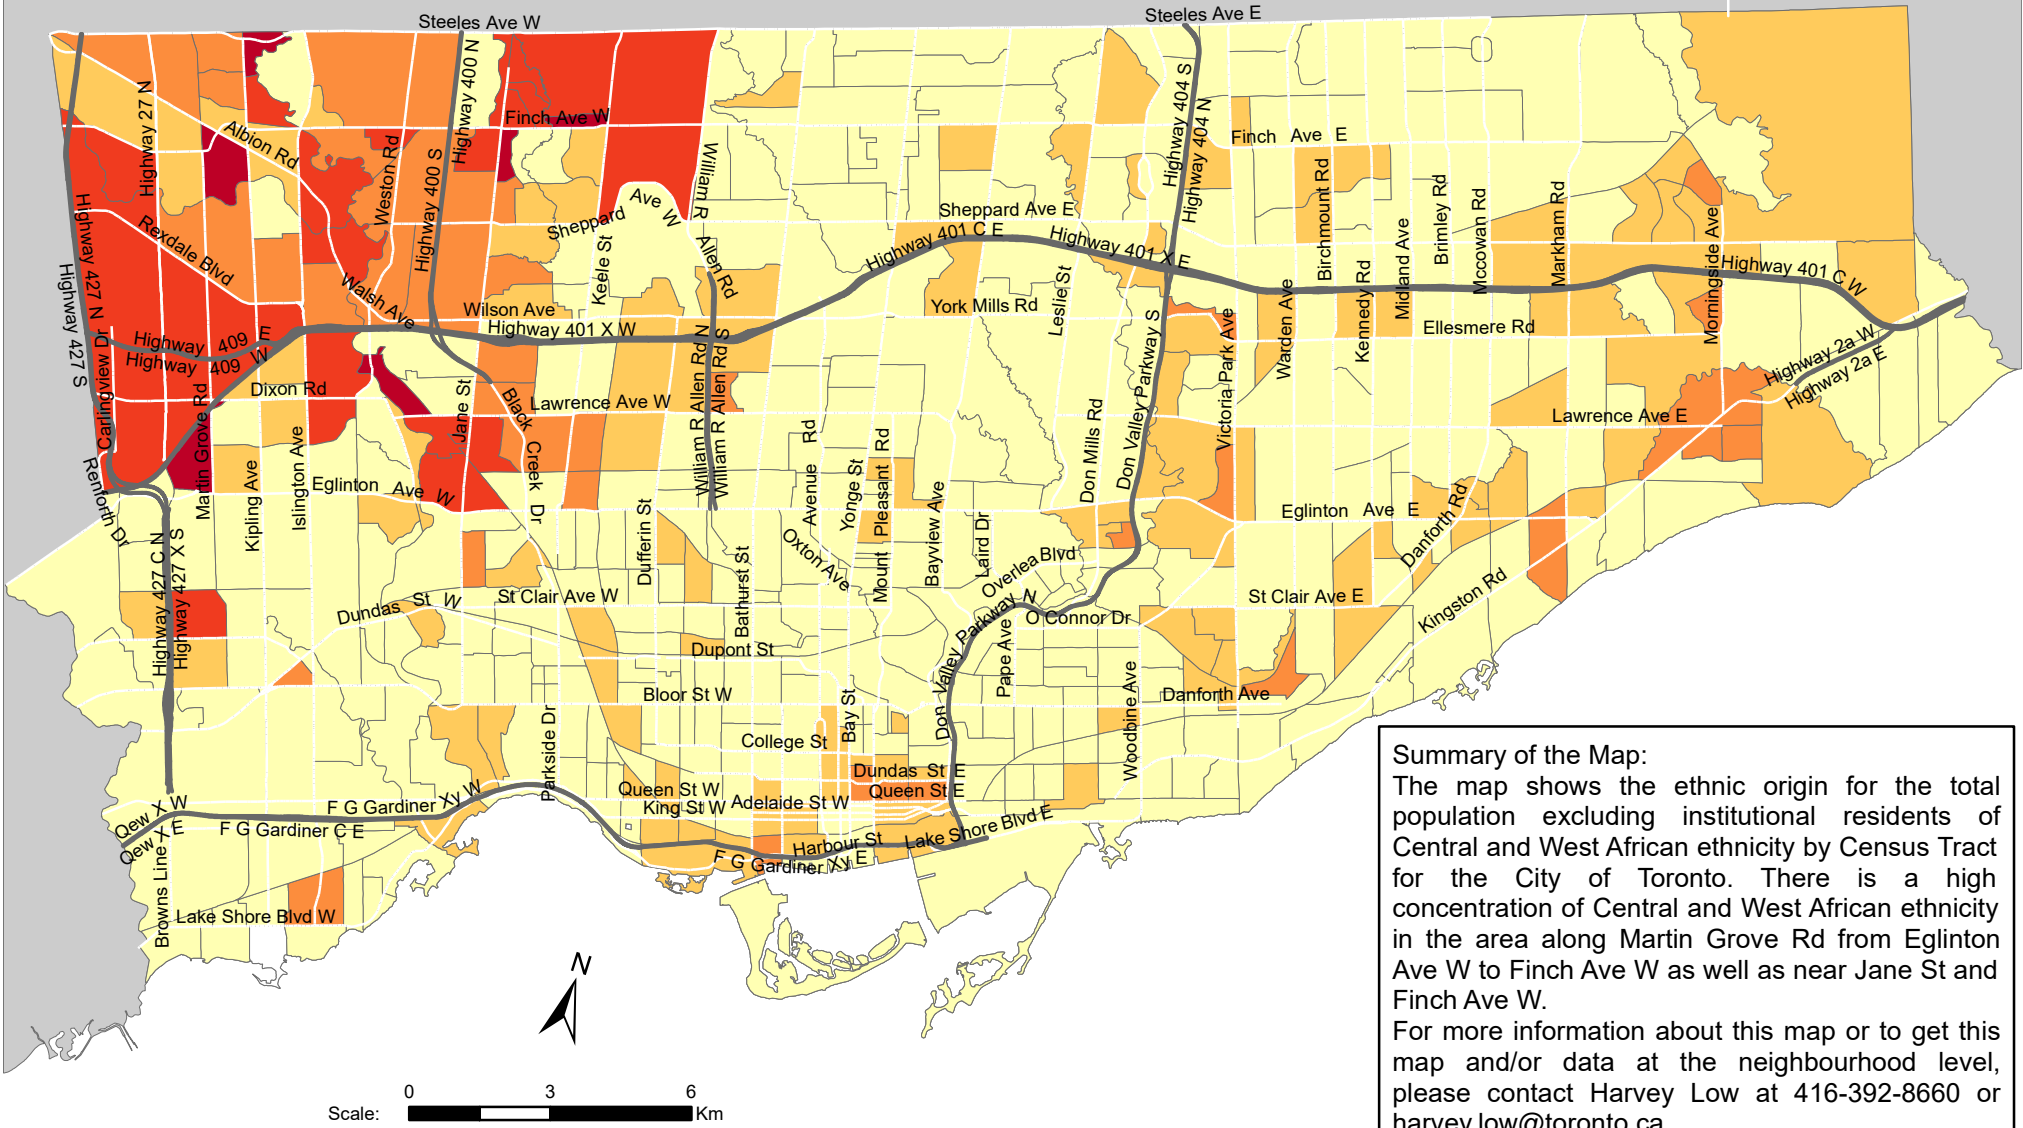 Steeles Ave W
Steeles Ave E
Highway 27 N
Highway 400 N
Highway 404 S
Highway 404 N
Finch Ave W
Finch Ave E
Albion Rd
Weston Rd
Highway 400 S
William R Allen Rd
Birchmount Rd
Brimley Rd
Mccowan Rd
Markham Rd
Highway 427 N
Rexdale Blvd
Sheppard Ave W
Sheppard Ave E
Highway 401 C E
Highway 401 X E
Midland Ave
Morningside Ave
Highway 401 C W
Highway 427 S
Walsh Ave
Keele St
Wilson Ave
Highway 401 X W
York Mills Rd
Leslie St
Warden Ave
Kennedy Rd
Ellesmere Rd
Highway 409 E
Highway 409 W
Carlingview Dr
Martin Grove Rd
Dixon Rd
Jane St
Black Creek Dr
Lawrence Ave W
William R Allen Rd N
William R Allen Rd S
Don Valley Parkway S
Victoria Park Ave
Highway 2a W
Highway 2a E
Lawrence Ave E
Renforth Dr
Kipling Ave
Islington Ave
Eglinton Ave W
Avenue Rd
Yonge St
Mount Pleasant Rd
Bayview Ave
Laird Dr
Don Mills Rd
Eglinton Ave E
Danforth Rd
Highway 427 C N
Highway 427 X S
Dufferin St
Bathurst St
Oxton Ave
Overlea Blvd
Dundas St W
St Clair Ave W
St Clair Ave E
Kingston Rd
O Connor Dr
Don Valley Parkway N
Pape Ave
Dupont St
Bloor St W
Woodbine Ave
Danforth Ave
Parkside Dr
Bay St
College St
Dundas St E
Queen St E
Queen St W
King St W
Adelaide St W
Qew X W
Qew X E
F G Gardiner Xy W
F G Gardiner C E
Harbour St
Lake Shore Blvd E
F G Gardiner Xy E
Browns Line
Lake Shore Blvd W
N
0 3 6
Scale: Km
Summary of the Map:
The map shows the ethnic origin for the total
population excluding institutional residents of
Central and West African ethnicity by Census Tract
for the City of Toronto. There is a high
concentration of Central and West African ethnicity
in the area along Martin Grove Rd from Eglinton
Ave W to Finch Ave W as well as near Jane St and
Finch Ave W.
For more information about this map or to get this
map and/or data at the neighbourhood level,
please contact Harvey Low at 416-392-8660 or
harvey.low@toronto.ca